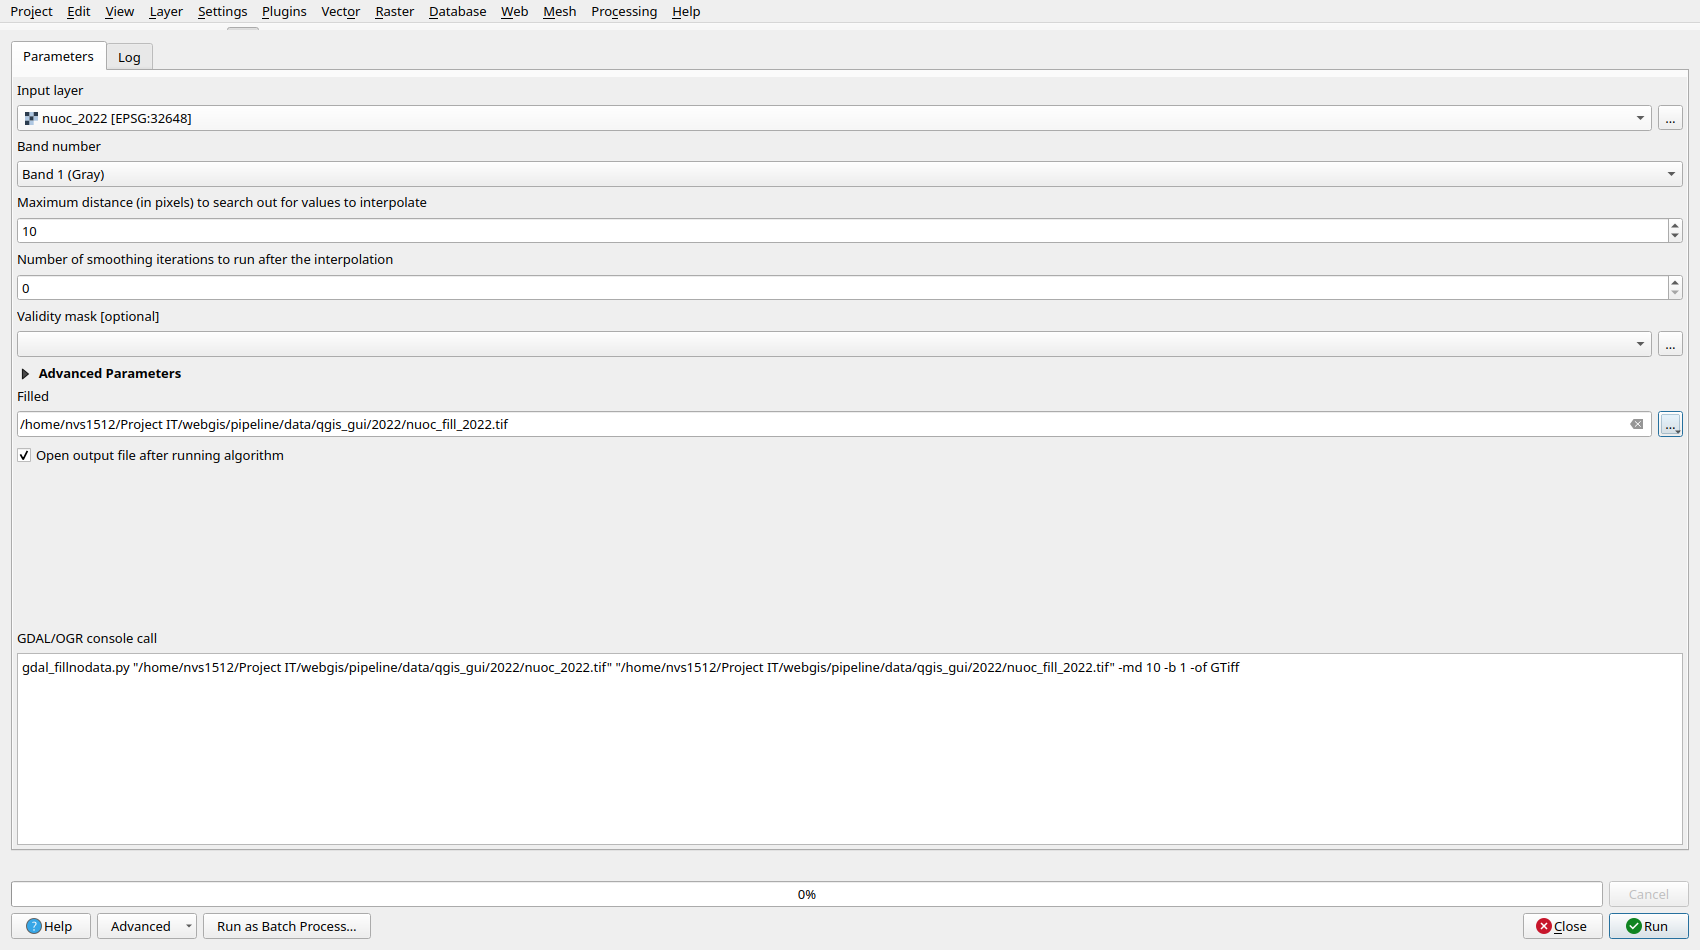 Project Edit View Layer Settings Plugins Vector Raster Database Web Mesh Processing Help
Parameters Log
Input layer
nuoc_2022 [EPSG:32648] ...
Band number
Band 1 (Gray)
Maximum distance (in pixels) to search out for values to interpolate
10
Number of smoothing iterations to run after the interpolation
0
Validity mask [optional]
...
Advanced Parameters
Filled
/home/nvs1512/Project IT/webgis/pipeline/data/qgis_gui/2022/nuoc_fill_2022.tif ...
Open output file after running algorithm
GDAL/OGR console call
gdal_fillnodata.py "/home/nvs1512/Project IT/webgis/pipeline/data/qgis_gui/2022/nuoc_2022.tif" "/home/nvs1512/Project IT/webgis/pipeline/data/qgis_gui/2022/nuoc_fill_2022.tif" -md 10 -b 1 -of GTiff
0% Cancel
? Help Advanced Run as Batch Process... Close Run